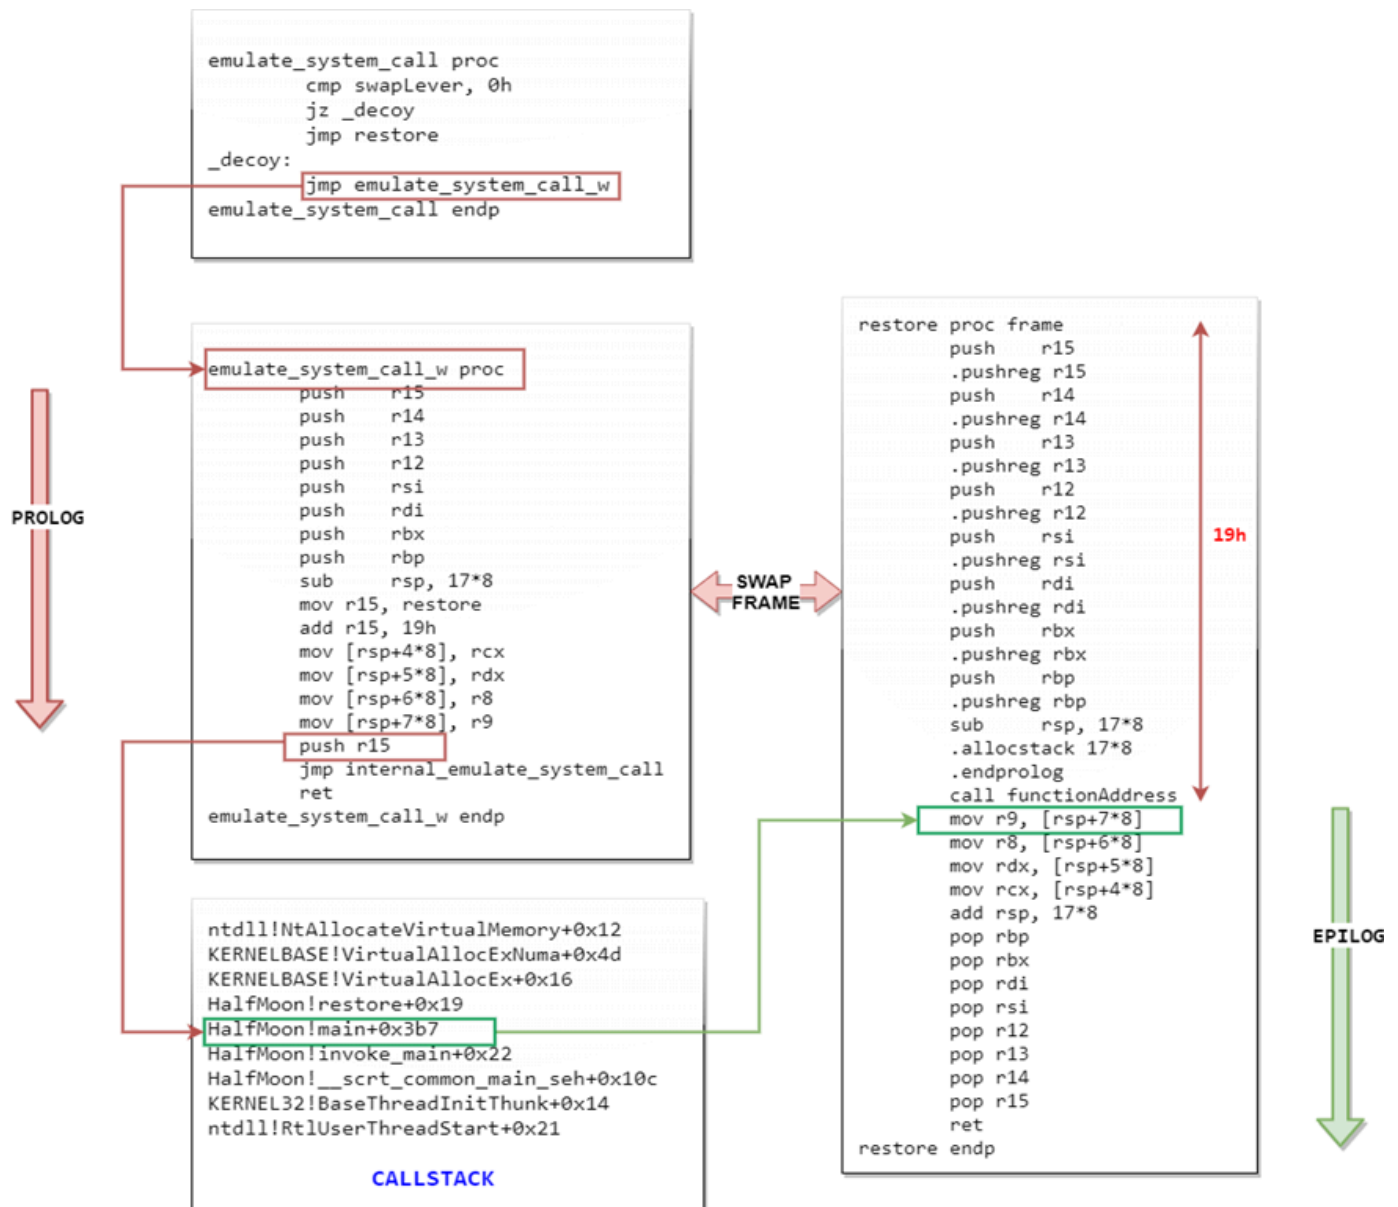 emulate_system_call proc
cmp swapLever, 0h
jz _decoy
jmp restore
_decoy:
jmp emulate_system_call_w
emulate_system_call endp
PROLOG
emulate_system_call_w proc
push r15
push r14
push r13
push r12
push rsi
push rdi
push rbx
push rbp
sub rsp, 17*8
mov r15, restore
add r15, 19h
mov [rsp+4*8], rcx
mov [rsp+5*8], rdx
mov [rsp+6*8], r8
mov [rsp+7*8], r9
push r15
jmp internal_emulate_system_call
ret
emulate_system_call_w endp
SWAP
FRAME
restore proc frame
push r15
.pushreg r15
push r14
.pushreg r14
push r13
.pushreg r13
push r12
.pushreg r12
push rsi
.pushreg rsi
push rdi
.pushreg rdi
push rbx
.pushreg rbx
push rbp
.pushreg rbp
sub rsp, 17*8
.allocstack 17*8
.endprolog
call functionAddress
mov r9, [rsp+7*8]
mov r8, [rsp+6*8]
mov rdx, [rsp+5*8]
mov rcx, [rsp+4*8]
add rsp, 17*8
pop rbp
pop rbx
pop rdi
pop rsi
pop r12
pop r13
pop r14
pop r15
ret
restore endp
19h
EPILOG
ntdll!NtAllocateVirtualMemory+0x12
KERNELBASE!VirtualAllocExNuma+0x4d
KERNELBASE!VirtualAllocEx+0x16
HalfMoon!restore+0x19
HalfMoon!main+0x3b7
HalfMoon!invoke_main+0x22
HalfMoon!__scrt_common_main_seh+0x10c
KERNEL32!BaseThreadInitThunk+0x14
ntdll!RtlUserThreadStart+0x21
CALLSTACK